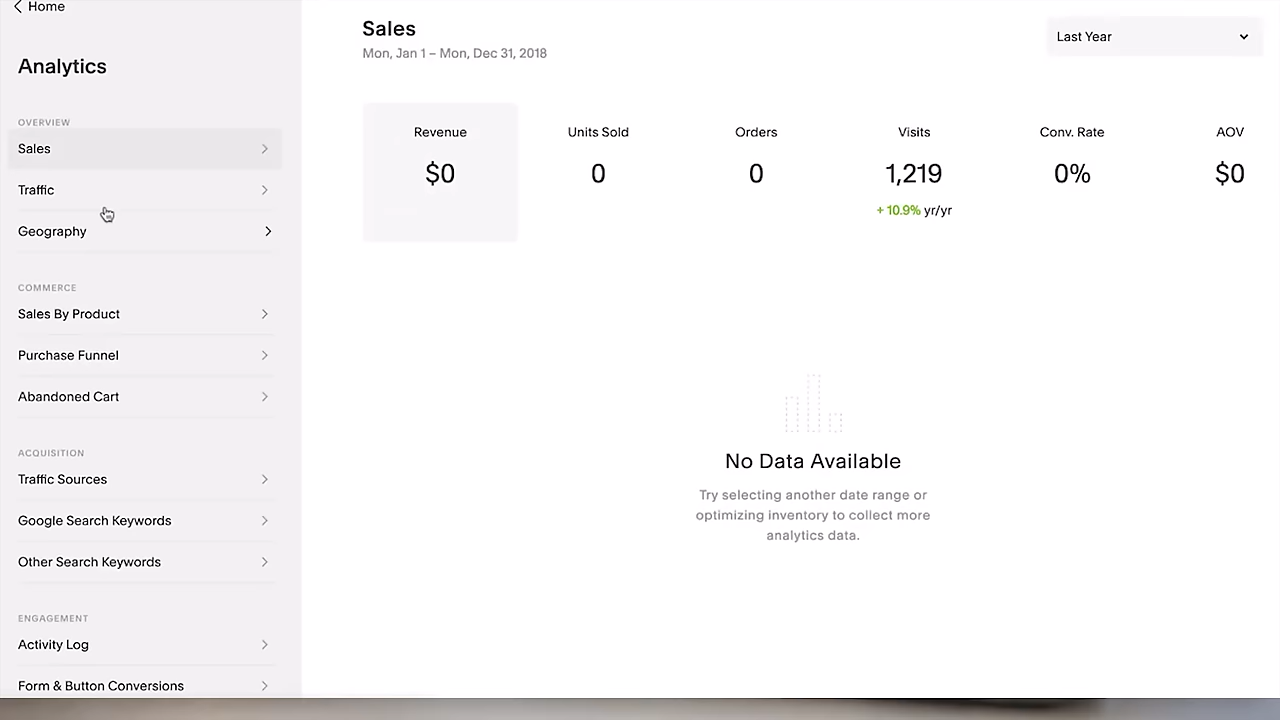 Home
Analytics
OVERVIEW
Sales
Traffic
Geography
COMMERCE
Sales By Product
Purchase Funnel
Abandoned Cart
ACQUISITION
Traffic Sources
Google Search Keywords
Other Search Keywords
ENGAGEMENT
Activity Log
Form & Button Conversions
Sales
Mon, Jan 1 – Mon, Dec 31, 2018
Last Year
Revenue
$0
Units Sold
0
Orders
0
Visits
1,219
+ 10.9% yr/yr
Conv. Rate
0%
AOV
$0
No Data Available
Try selecting another date range or
optimizing inventory to collect more
analytics data.